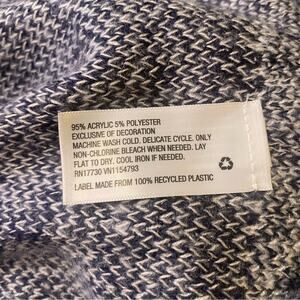 95% ACRYLIC 5% POLYESTER
EXCLUSIVE OF DECORATION
MACHINE WASH COLD. DELICATE CYCLE. ONLY
NON-CHLORINE BLEACH WHEN NEEDED. LAY
FLAT TO DRY. COOL IRON IF NEEDED.
RN17730 VN1154793
LABEL MADE FROM 100% RECYCLED PLASTIC